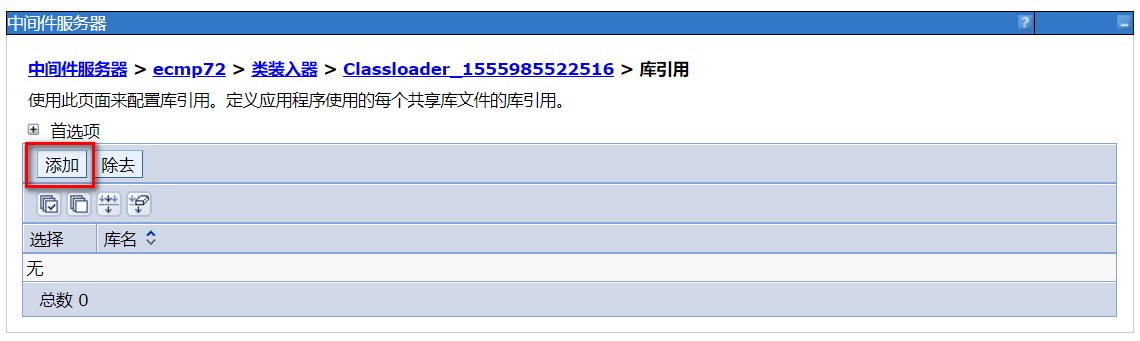 中间件服务器 ?
中间件服务器 > ecmp72 > 类装入器 > Classloader_1555985522516 > 库引用
使用此页面来配置库引用。定义应用程序使用的每个共享库文件的库引用。
首选项
添加 除去
选择 库名
无
总数 0